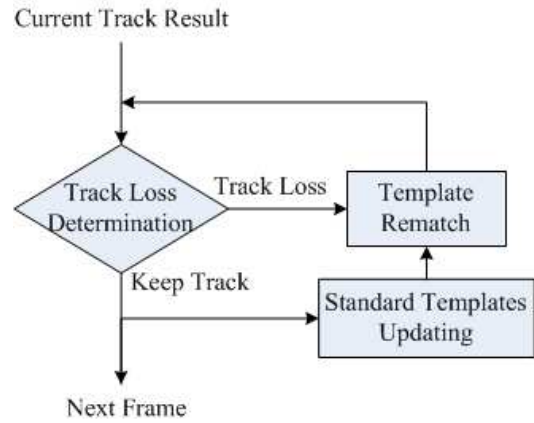 Current Track Result
Track Loss
Determination
Track Loss
Template
Rematch
Keep Track
Standard Templates
Updating
Next Frame